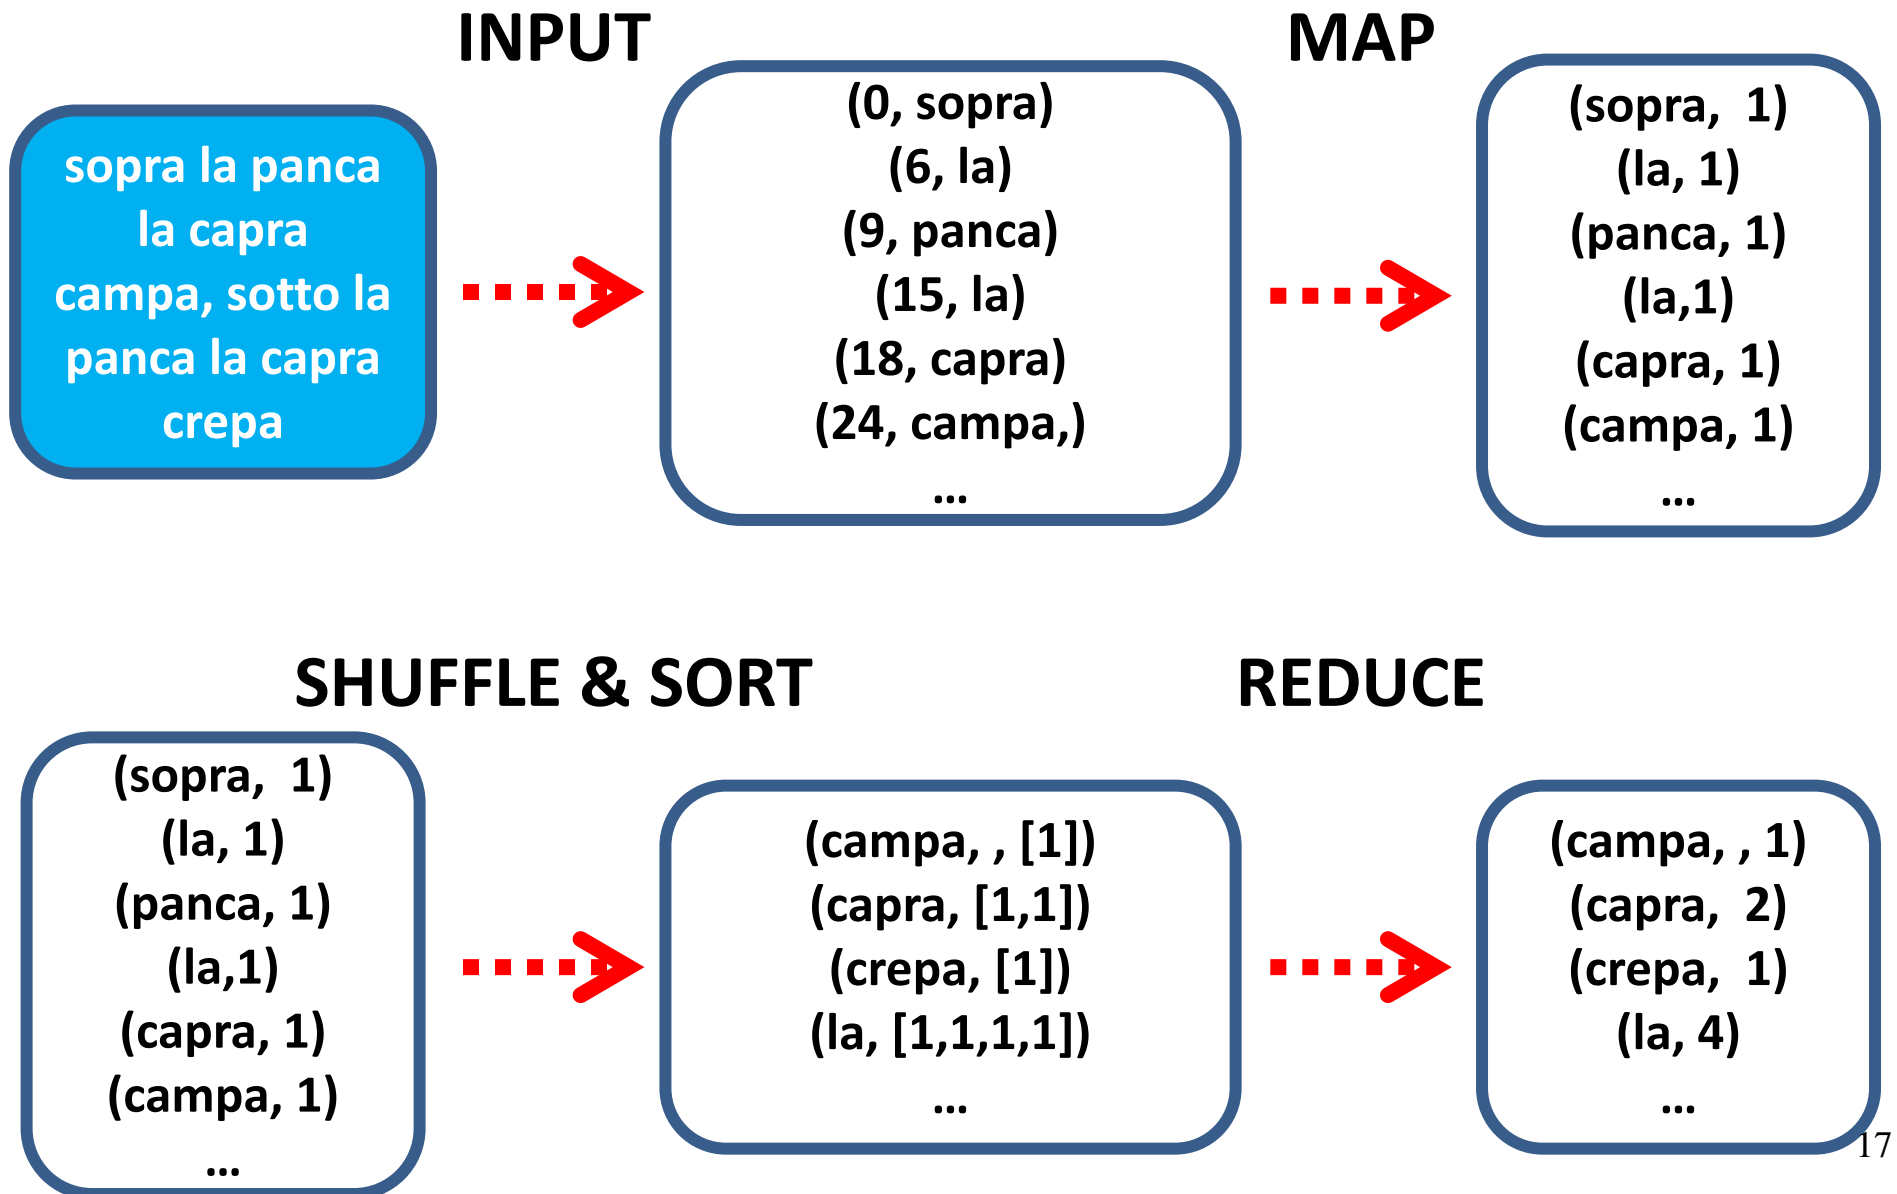 INPUT
MAP
sopra la panca
la capra
campa, sotto la
panca la capra
crepa
(0, sopra)
(6, la)
(9, panca)
(15, la)
(18, capra)
(24, campa,)
...
(sopra,  1)
(la, 1)
(panca, 1)
(la,1)
(capra, 1)
(campa, 1)
...
SHUFFLE & SORT
REDUCE
(sopra,  1)
(la, 1)
(panca, 1)
(la,1)
(capra, 1)
(campa, 1)
...
(campa, , [1])
(capra, [1,1])
(crepa, [1])
(la, [1,1,1,1])
...
(campa, , 1)
(capra,  2)
(crepa,  1)
(la, 4)
...
17